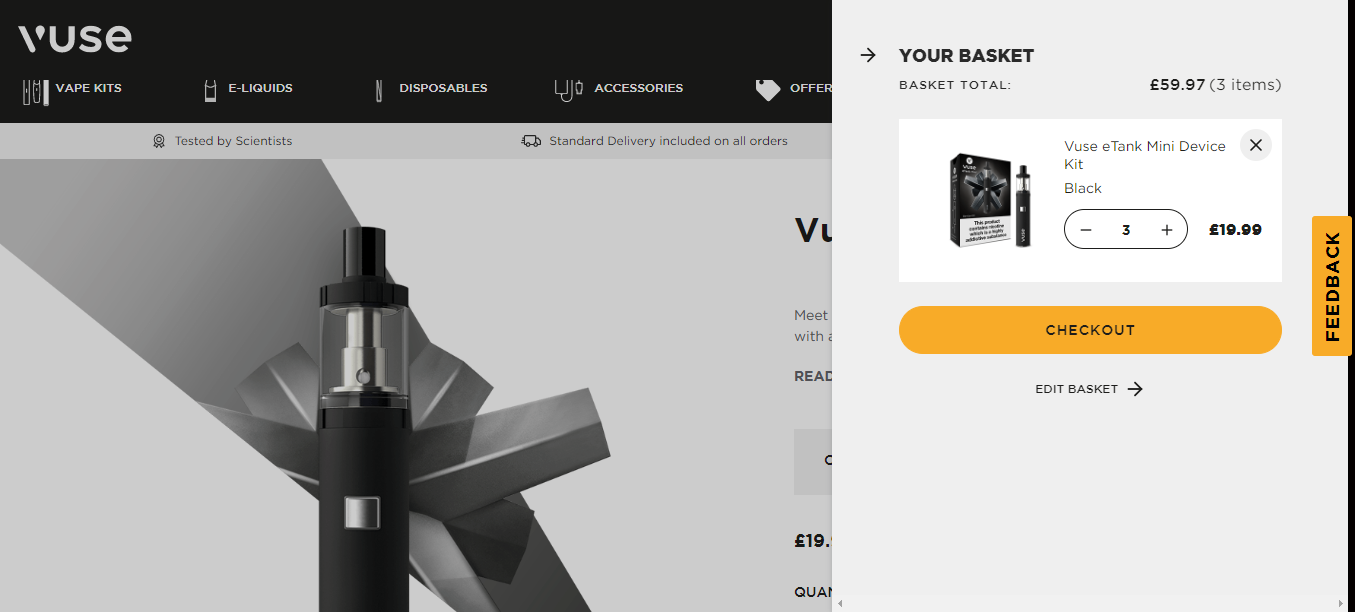 vuse
VAPE KITS
E-LIQUIDS
DISPOSABLES
ACCESSORIES
OFFER
Tested by Scientists
Standard Delivery included on all orders
Vu
Meet
with a
READ
£19.
QUAN
YOUR BASKET
BASKET TOTAL:
£59.97 (3 items)
Vuse eTank Mini Device
Kit
Black
vuse
This product
contains nicotine
which is a highly
addictive substance
3
£19.99
CHECKOUT
EDIT BASKET
FEEDBACK